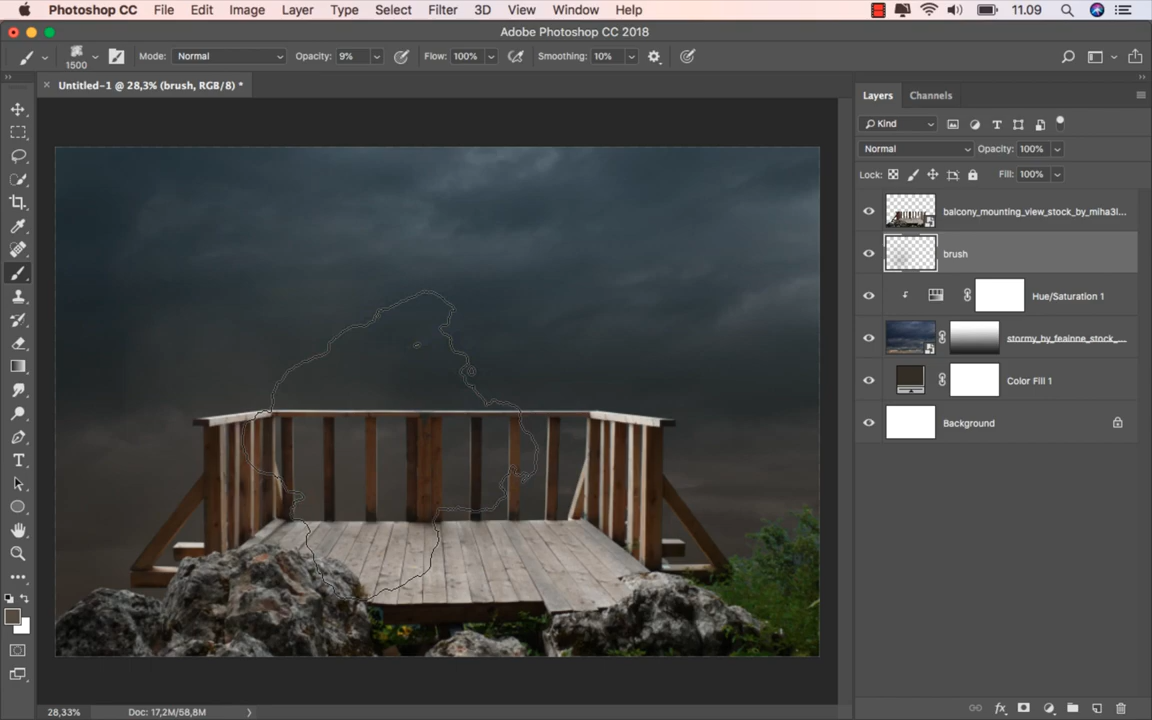 Photoshop CC File Edit Image Layer Type Select Filter 3D View Window Help 11.09
Adobe Photoshop CC 2018
1500 Mode: Normal Opacity: 9% Flow: 100% Smoothing: 10%
Untitled-1 @ 28,3% (brush, RGB/8) *
Layers Channels
Kind
Normal Opacity: 100%
Lock: Fill: 100%
balcony_mounting_view_stock_by_miha3l...
brush
Hue/Saturation 1
stormy_by_feainne_stock_...
Color Fill 1
Background
28,33% Doc: 17,2M/58,8M